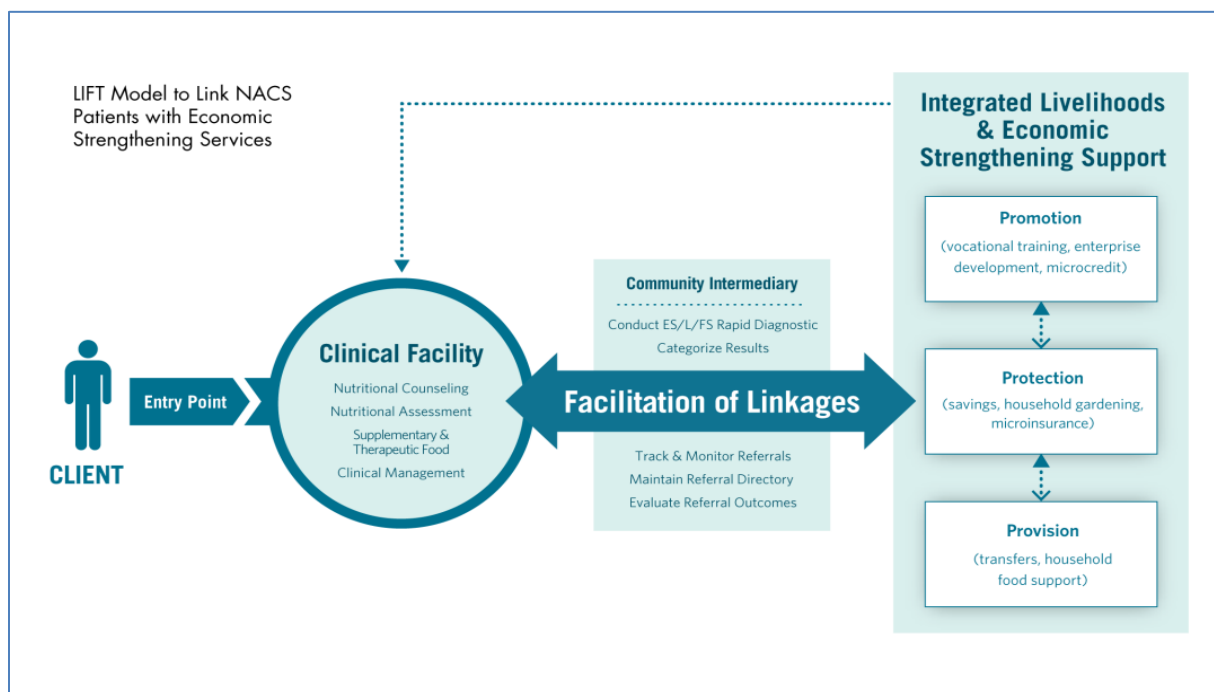 LIFT Model to Link NACS
Patients with Economic
Strengthening Services
CLIENT
Entry Point
Clinical Facility
Nutritional Counseling
Nutritional Assessment
Supplementary &
Therapeutic Food
Clinical Management
Community Intermediary
Conduct ES/L/FS Rapid Diagnostic
Categorize Results
Facilitation of Linkages
Track & Monitor Referrals
Maintain Referral Directory
Evaluate Referral Outcomes
Integrated Livelihoods
& Economic
Strengthening Support
Promotion
(vocational training, enterprise
development, microcredit)
Protection
(savings, household gardening,
microinsurance)
Provision
(transfers, household
food support)